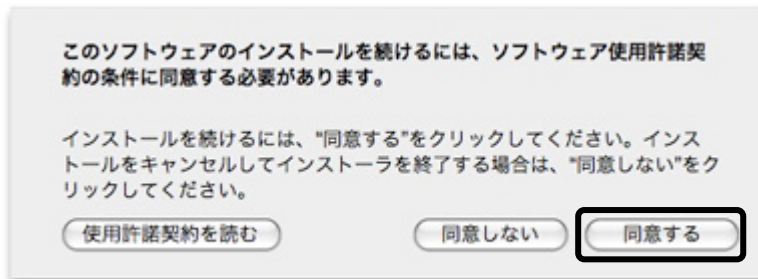 このソフトウェアのインストールを続けるには、ソフトウェア使用許諾契
約の条件に同意する必要があります。
インストールを続けるには、"同意する"をクリックしてください。インス
トールをキャンセルしてインストーラを終了する場合は、"同意しない"をク
リックしてください。
使用許諾契約を読む 同意しない 同意する